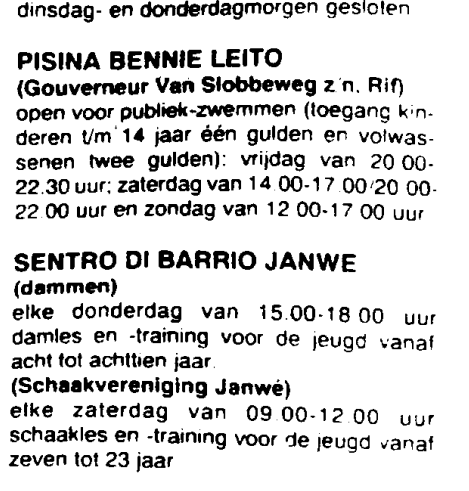 dinsdag- en donderdagmorgen gesloten
PISINA BENNIE LEITO
(Gouverneur Van Slobbeweg z n. Rif)
open voor publiek-zwemmen (toegang kin-
deren t/m 14 jaar één gulden en volwas-
senen twee gulden): vrijdag van 20 00-
22.30 uur; zaterdag van 14 00-17 00/20 00-
22 00 uur en zondag van 12 00-17 00 uur
SENTRO DI BARRIO JANWE
(dammen)
elke donderdag van 15.00-18 00 uur
damles en -training voor de jeugd vanaf
acht tot achttien jaar.
(Schaakvereniging Janwé)
elke zaterdag van 09 00-12 00 uur
schaakles en -training voor de jeugd vanaf
zeven tot 23 jaar